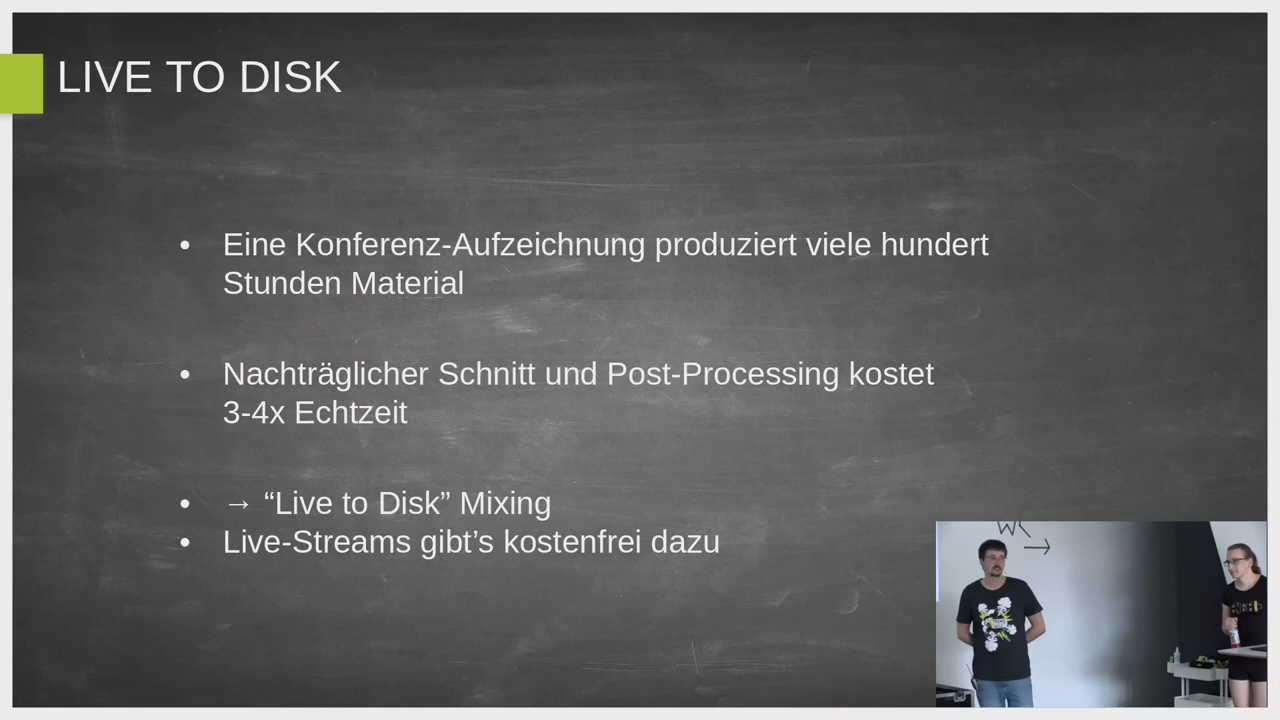 LIVE TO DISK
• Eine Konferenz-Aufzeichnung produziert viele hundert
Stunden Material
• Nachträglicher Schnitt und Post-Processing kostet
3-4x Echtzeit
• → “Live to Disk” Mixing
• Live-Streams gibt’s kostenfrei dazu